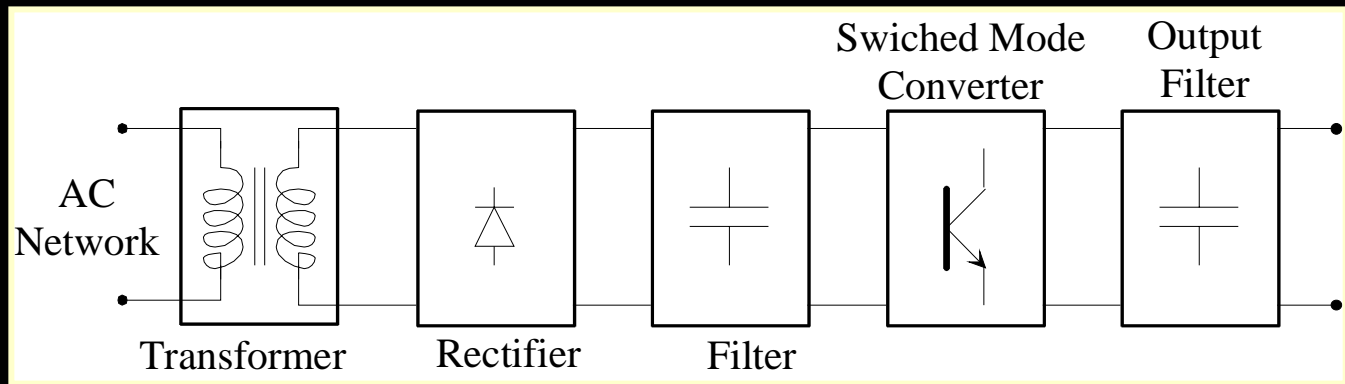 Swiched Mode
Converter
Output
Filter
AC
Network
Transformer
Rectifier
Filter